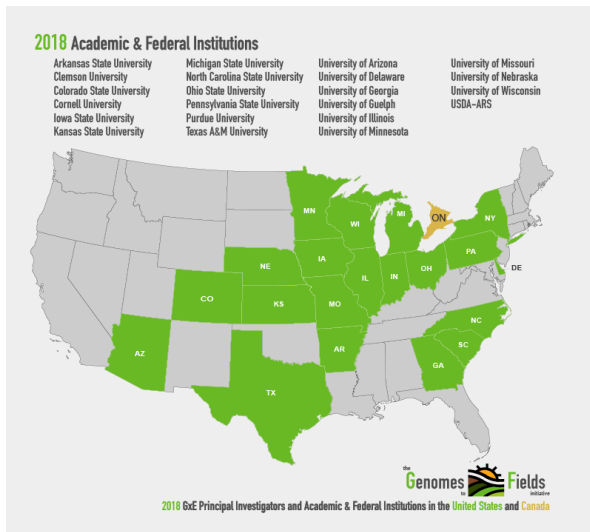 2018 Academic & Federal Institutions
Arkansas State University
Clemson University
Colorado State University
Cornell University
Iowa State University
Kansas State University
Michigan State University
North Carolina State University
Ohio State University
Pennsylvania State University
Purdue University
Texas A&M University
University of Arizona
University of Delaware
University of Georgia
University of Guelph
University of Illinois
University of Minnesota
University of Missouri
University of Nebraska
University of Wisconsin
USDA-ARS
MN
WI
MI
ON
NY
IA
PA
NE
IL
IN
OH
DE
CO
KS
MO
NC
AZ
AR
SC
GA
TX
the
Genomes Fields
to initiative
2018 GxE Principal Investigators and Academic & Federal Institutions in the United States and Canada